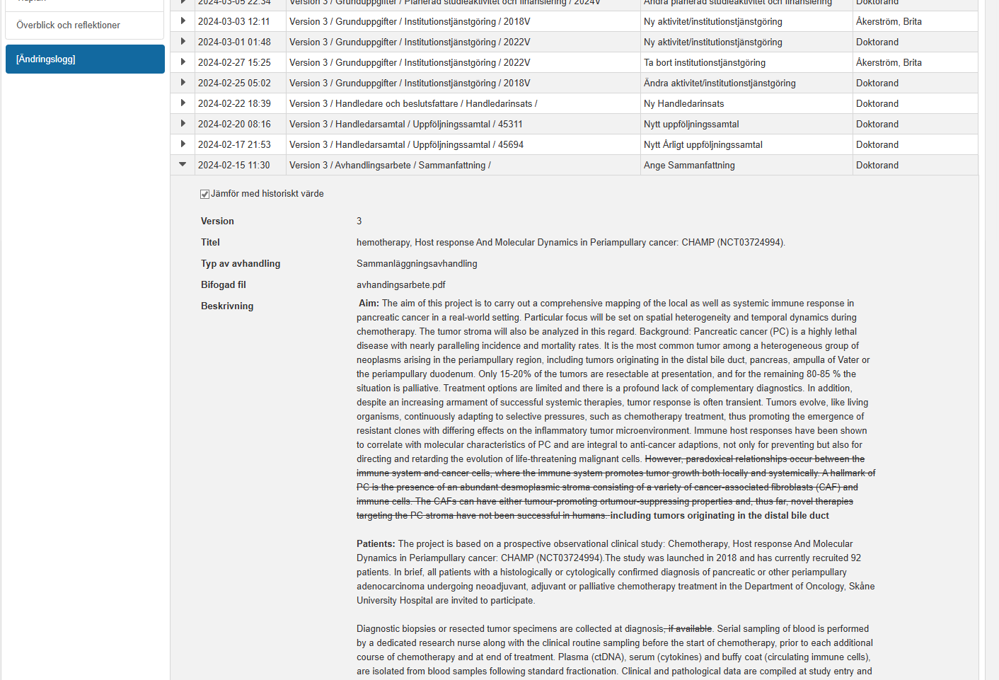 2024-03-05 22:34 Version 3 / Grunduppgifter / Planerad studieaktivitet och finansiering / 2024V Ändra planerad studieaktivitet och finansiering Doktorand
Överblick och reflektioner
[Ändringslogg]
2024-03-03 12:11 Version 3 / Grunduppgifter / Institutionstjänstgöring / 2018V Ny aktivitet/institutionstjänstgöring Åkerström, Brita
2024-03-01 01:48 Version 3 / Grunduppgifter / Institutionstjänstgöring / 2022V Ny aktivitet/institutionstjänstgöring Doktorand
2024-02-27 15:25 Version 3 / Grunduppgifter / Institutionstjänstgöring / 2022V Ta bort institutionstjänstgöring Åkerström, Brita
2024-02-25 05:02 Version 3 / Grunduppgifter / Institutionstjänstgöring / 2018V Ändra aktivitet/institutionstjänstgöring Doktorand
2024-02-22 18:39 Version 3 / Handledare och beslutsfattare / Handledarinsats / Ny Handledarinsats Doktorand
2024-02-20 08:16 Version 3 / Handledarsamtal / Uppföljningssamtal / 45311 Nytt uppföljningssamtal Doktorand
2024-02-17 21:53 Version 3 / Handledarsamtal / Uppföljningssamtal / 45694 Nytt Årligt uppföljningssamtal Doktorand
2024-02-15 11:30 Version 3 / Avhandlingsarbete / Sammanfattning / Ange Sammanfattning Doktorand
Jämför med historiskt värde
Version 3
Titel hemotherapy, Host response And Molecular Dynamics in Periampullary cancer: CHAMP (NCT03724994).
Typ av avhandling Sammanläggningsavhandling
Bifogad fil avhandingsarbete.pdf
Beskrivning
Aim: The aim of this project is to carry out a comprehensive mapping of the local as well as systemic immune response in
pancreatic cancer in a real-world setting. Particular focus will be set on spatial heterogeneity and temporal dynamics during
chemotherapy. The tumor stroma will also be analyzed in this regard. Background: Pancreatic cancer (PC) is a highly lethal
disease with nearly paralleling incidence and mortality rates. It is the most common tumor among a heterogeneous group of
neoplasms arising in the periampullary region, including tumors originating in the distal bile duct, pancreas, ampulla of Vater or
the periampullary duodenum. Only 15-20% of the tumors are resectable at presentation, and for the remaining 80-85 % the
situation is palliative. Treatment options are limited and there is a profound lack of complementary diagnostics. In addition,
despite an increasing armament of successful systemic therapies, tumor response is often transient. Tumors evolve, like living
organisms, continuously adapting to selective pressures, such as chemotherapy treatment, thus promoting the emergence of
resistant clones with differing effects on the inflammatory tumor microenvironment. Immune host responses have been shown
to correlate with molecular characteristics of PC and are integral to anti-cancer adaptions, not only for preventing but also for
directing and retarding the evolution of life-threatening malignant cells. However, paradoxical relationships occur between the
immune system and cancer cells, where the immune system promotes tumor growth both locally and systemically. A hallmark of
PC is the presence of an abundant desmoplasmic stroma consisting of a variety of cancer-associated fibroblasts (CAF) and
immune cells. The CAFs can have either tumour-promoting ortumour-suppressing properties and, thus far, novel therapies
targeting the PC stroma have not been successful in humans. including tumors originating in the distal bile duct
Patients: The project is based on a prospective observational clinical study: Chemotherapy, Host response And Molecular
Dynamics in Periampullary cancer: CHAMP (NCT03724994).The study was launched in 2018 and has currently recruited 92
patients. In brief, all patients with a histologically or cytologically confirmed diagnosis of pancreatic or other periampullary
adenocarcinoma undergoing neoadjuvant, adjuvant or palliative chemotherapy treatment in the Department of Oncology, Skåne
University Hospital are invited to participate.
Diagnostic biopsies or resected tumor specimens are collected at diagnosis, if available. Serial sampling of blood is performed
by a dedicated research nurse along with the clinical routine sampling before the start of chemotherapy, prior to each additional
course of chemotherapy and at end of treatment. Plasma (ctDNA), serum (cytokines) and buffy coat (circulating immune cells),
are isolated from blood samples following standard fractionation. Clinical and pathological data are compiled at study entry and